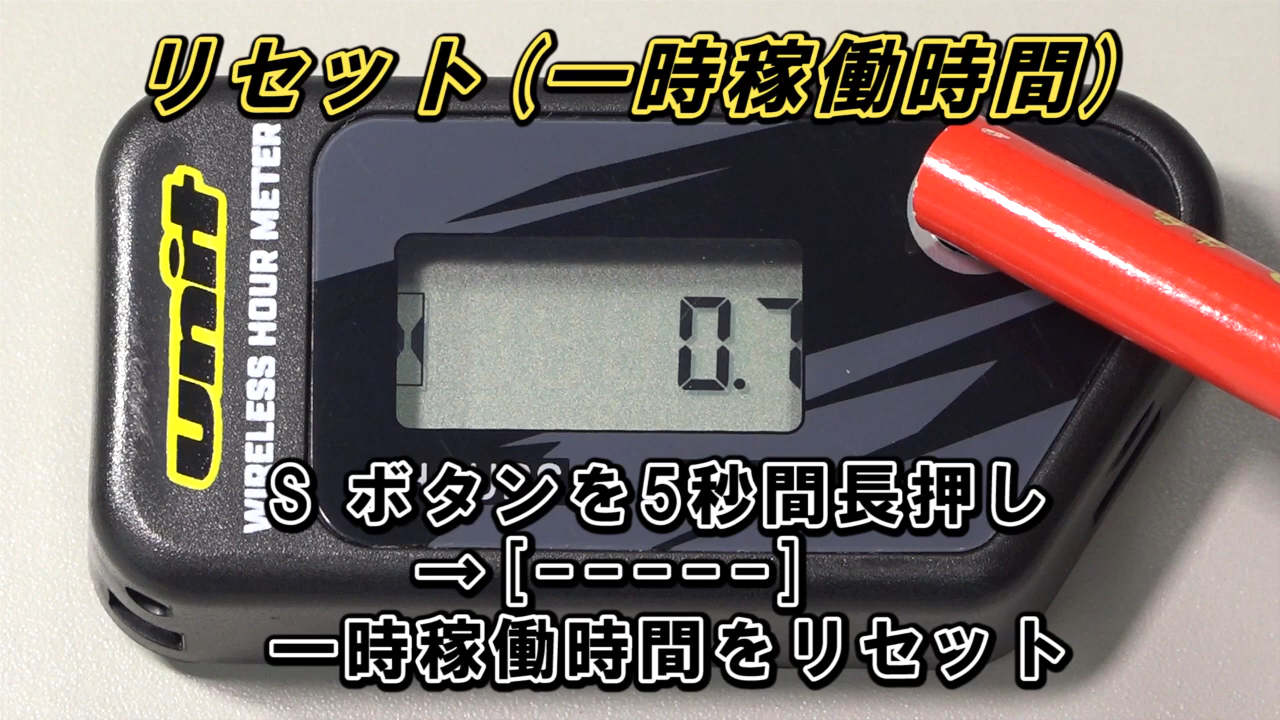 リセット(一時稼働時間)
unit
WIRELESS HOUR METER
0.7
S ボタンを5秒間長押し
→[-----]
一時稼働時間をリセット